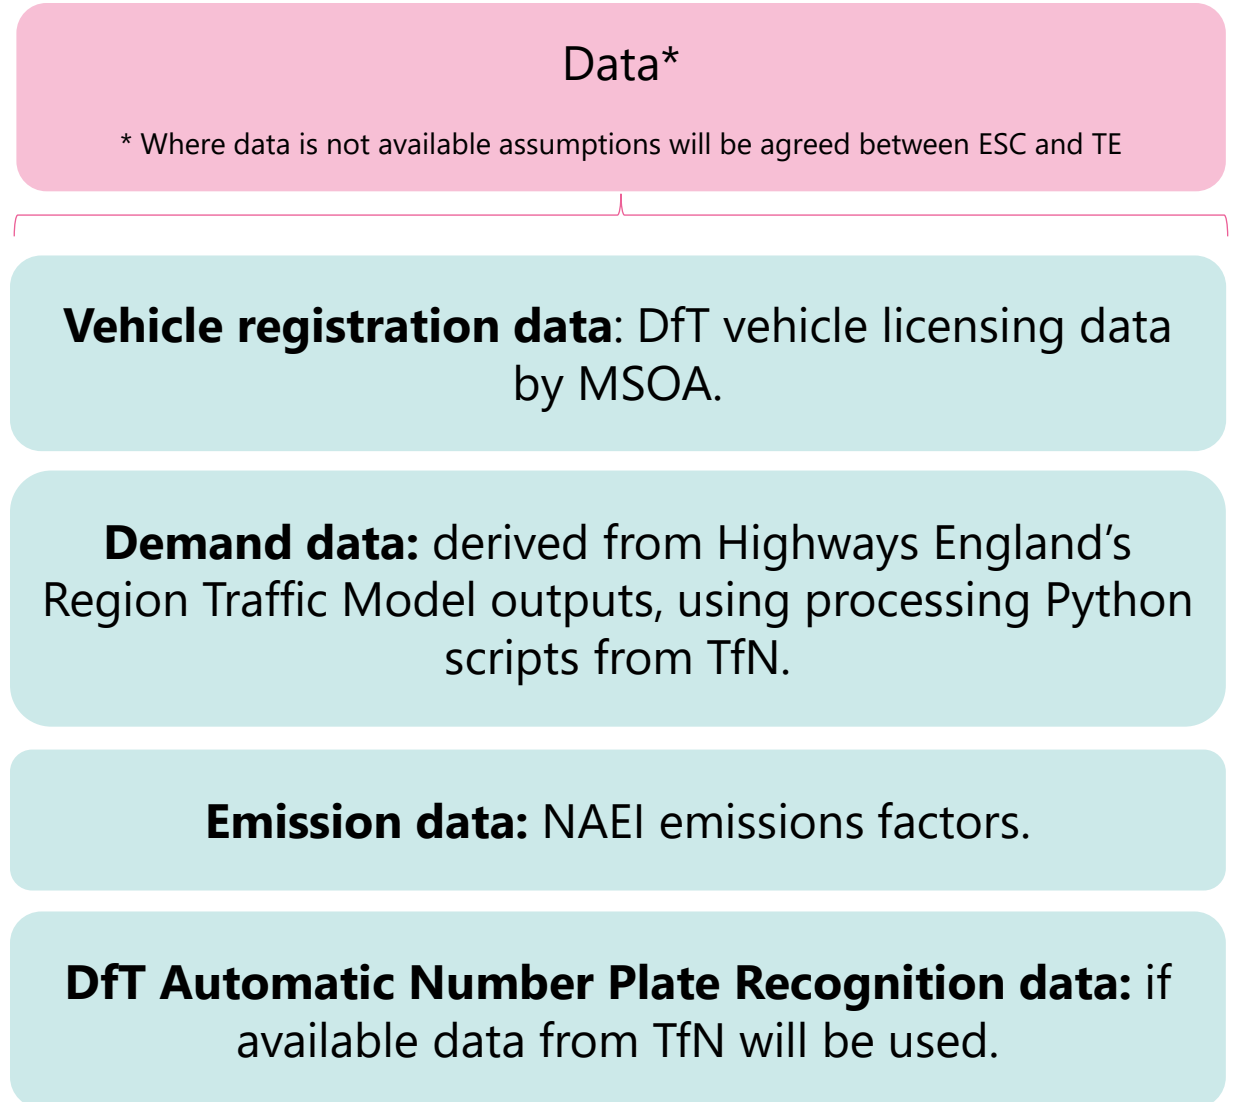 Data*
* Where data is not available assumptions will be agreed between ESC and TE
Vehicle registration data: DfT vehicle licensing data
by MSOA.
Demand data: derived from Highways England’s
Region Traffic Model outputs, using processing Python
scripts from TfN.
Emission data: NAEI emissions factors.
DfT Automatic Number Plate Recognition data: if
available data from TfN will be used.